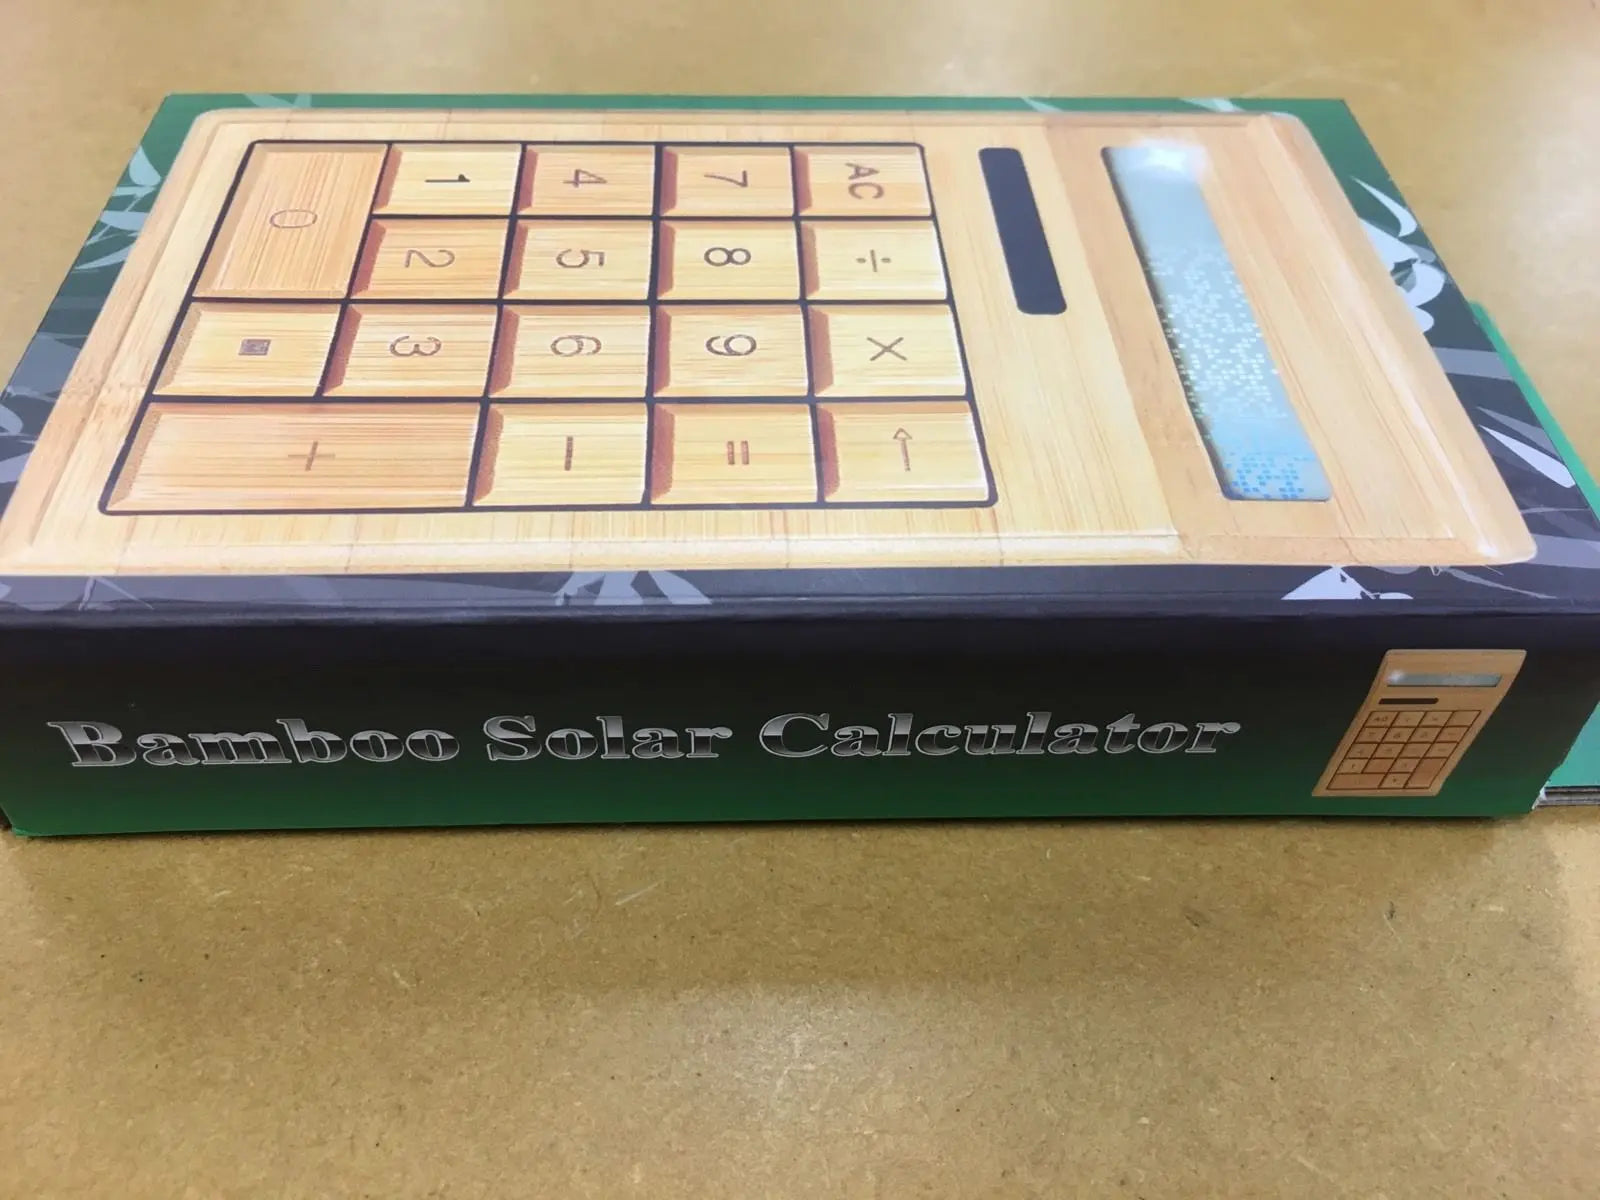 AC ÷ × ↑
7 8 9 =
4 5 6 −
1 2 3 +
0 ▪
Bamboo Solar Calculator